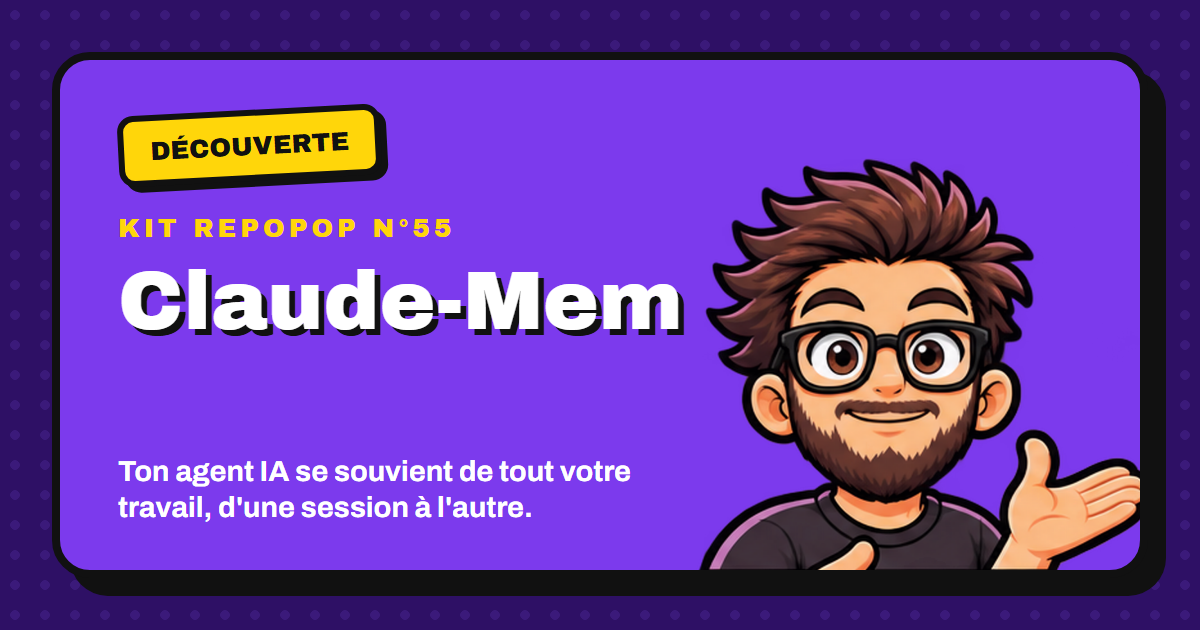 DÉCOUVERTE
KIT REPOPOP N°55
Claude-Mem
Ton agent IA se souvient de tout votre
travail, d'une session à l'autre.